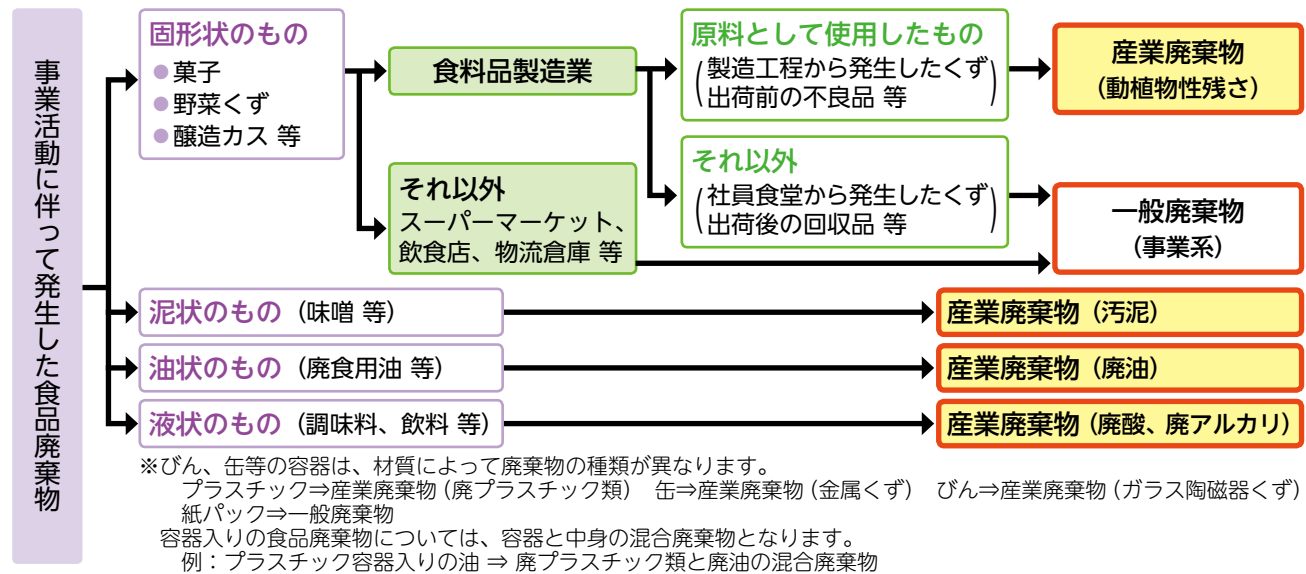 事業活動に伴って発生した食品廃棄物
固形状のもの
●菓子
●野菜くず
●醸造カス 等
食料品製造業
原料として使用したもの
(製造工程から発生したくず
出荷前の不良品 等)
産業廃棄物
(動植物性残さ)
それ以外
スーパーマーケット、
飲食店、物流倉庫 等
それ以外
(社員食堂から発生したくず
出荷後の回収品 等)
一般廃棄物
(事業系)
泥状のもの(味噌 等)
産業廃棄物(汚泥)
油状のもの(廃食用油 等)
産業廃棄物(廃油)
液状のもの(調味料、飲料 等)
産業廃棄物(廃酸、廃アルカリ)
※びん、缶等の容器は、材質によって廃棄物の種類が異なります。
プラスチック⇒産業廃棄物(廃プラスチック類) 缶⇒産業廃棄物(金属くず) びん⇒産業廃棄物(ガラス陶磁器くず)
紙パック⇒一般廃棄物
容器入りの食品廃棄物については、容器と中身の混合廃棄物となります。
例：プラスチック容器入りの油 ⇒ 廃プラスチック類と廃油の混合廃棄物